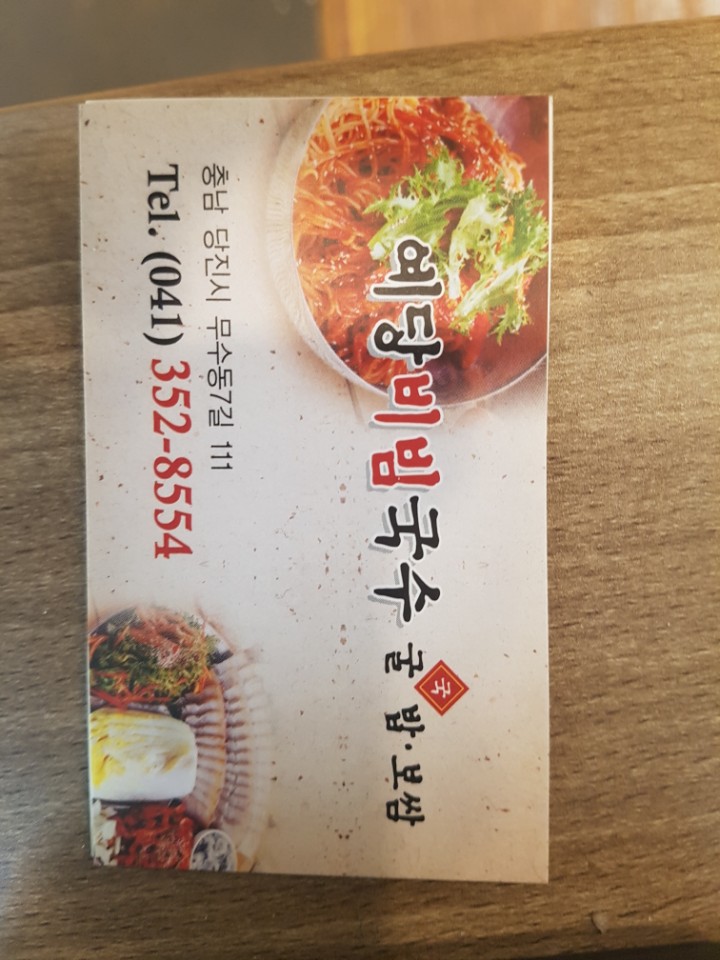 예당비빔국수 굴국밥·보쌈
충남 당진시 무수동7길 111
Tel. (041) 352-8554